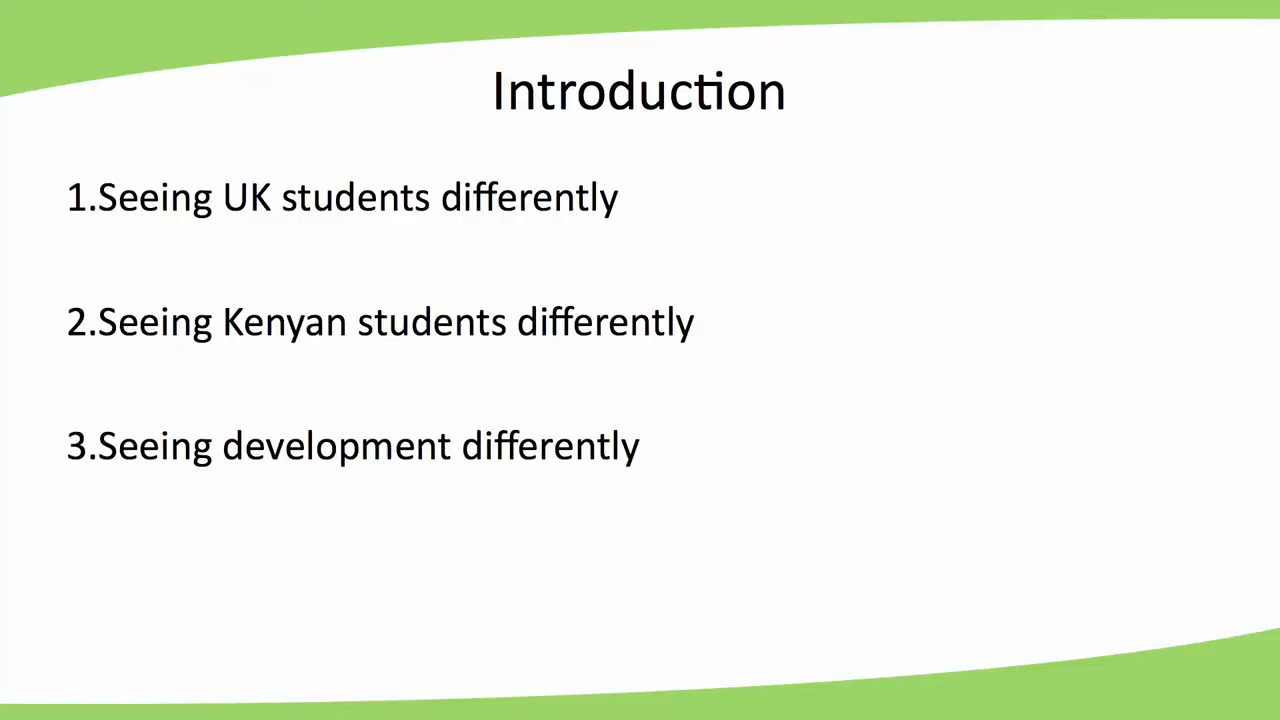 Introduction
1.Seeing UK students differently
2.Seeing Kenyan students differently
3.Seeing development differently